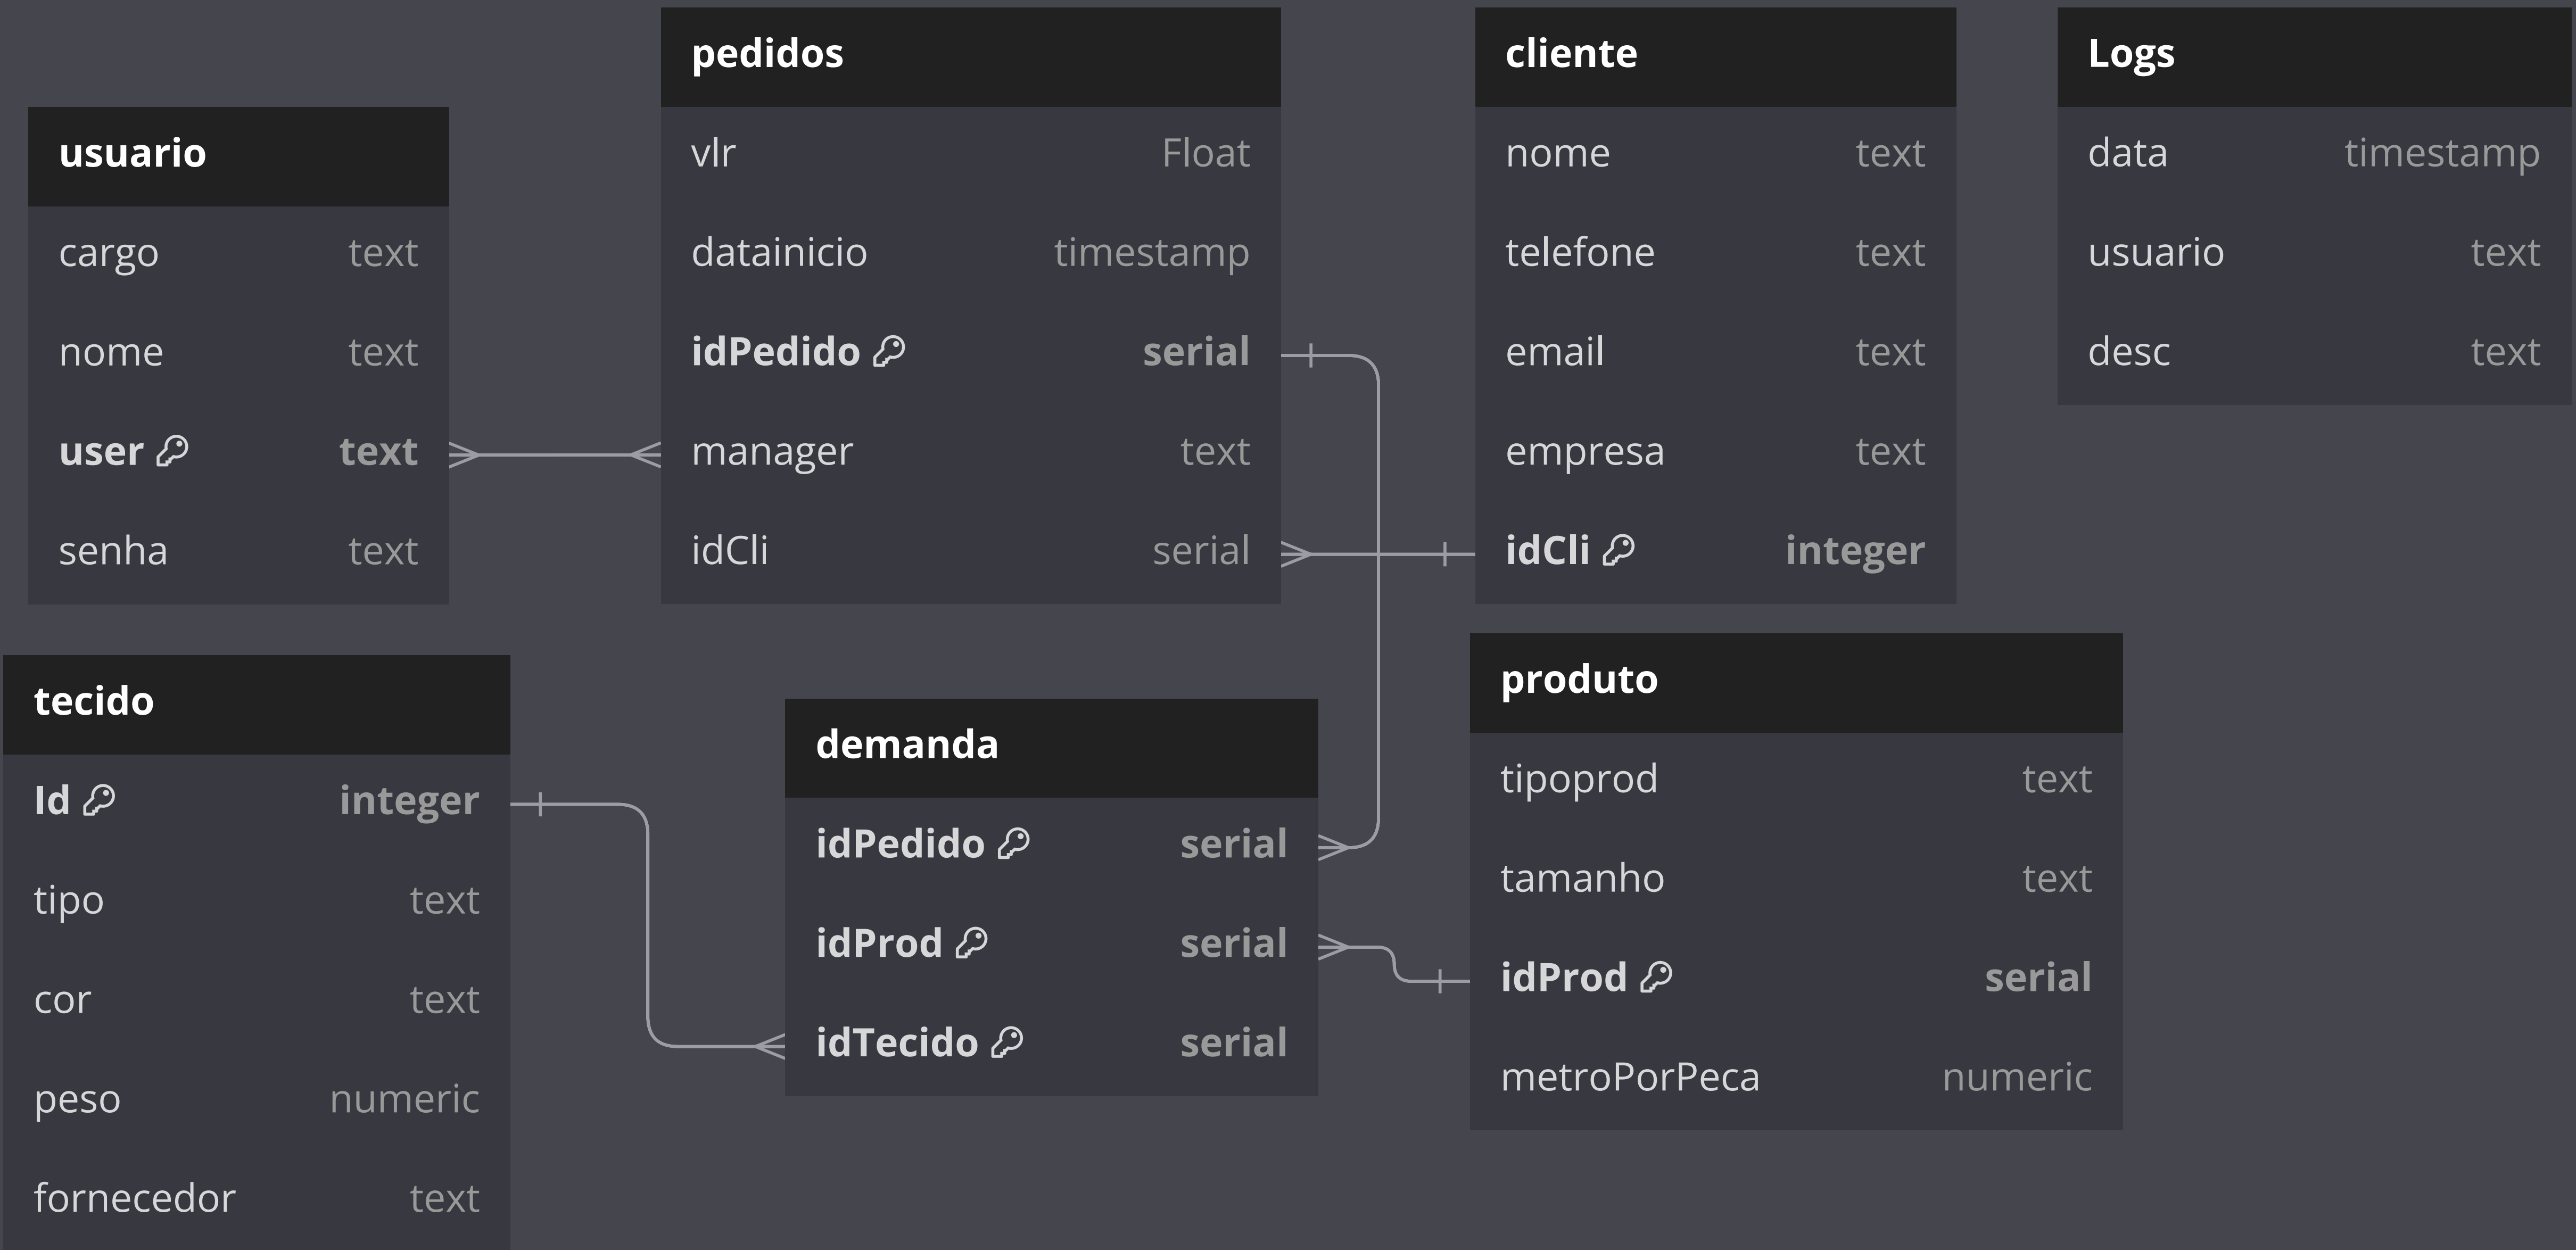 usuario
cargo text
nome text
user text
senha text
pedidos
vlr Float
datainicio timestamp
idPedido serial
manager text
idCli serial
cliente
nome text
telefone text
email text
empresa text
idCli integer
Logs
data timestamp
usuario text
desc text
tecido
Id integer
tipo text
cor text
peso numeric
fornecedor text
demanda
idPedido serial
idProd serial
idTecido serial
produto
tipoprod text
tamanho text
idProd serial
metroPorPeca numeric